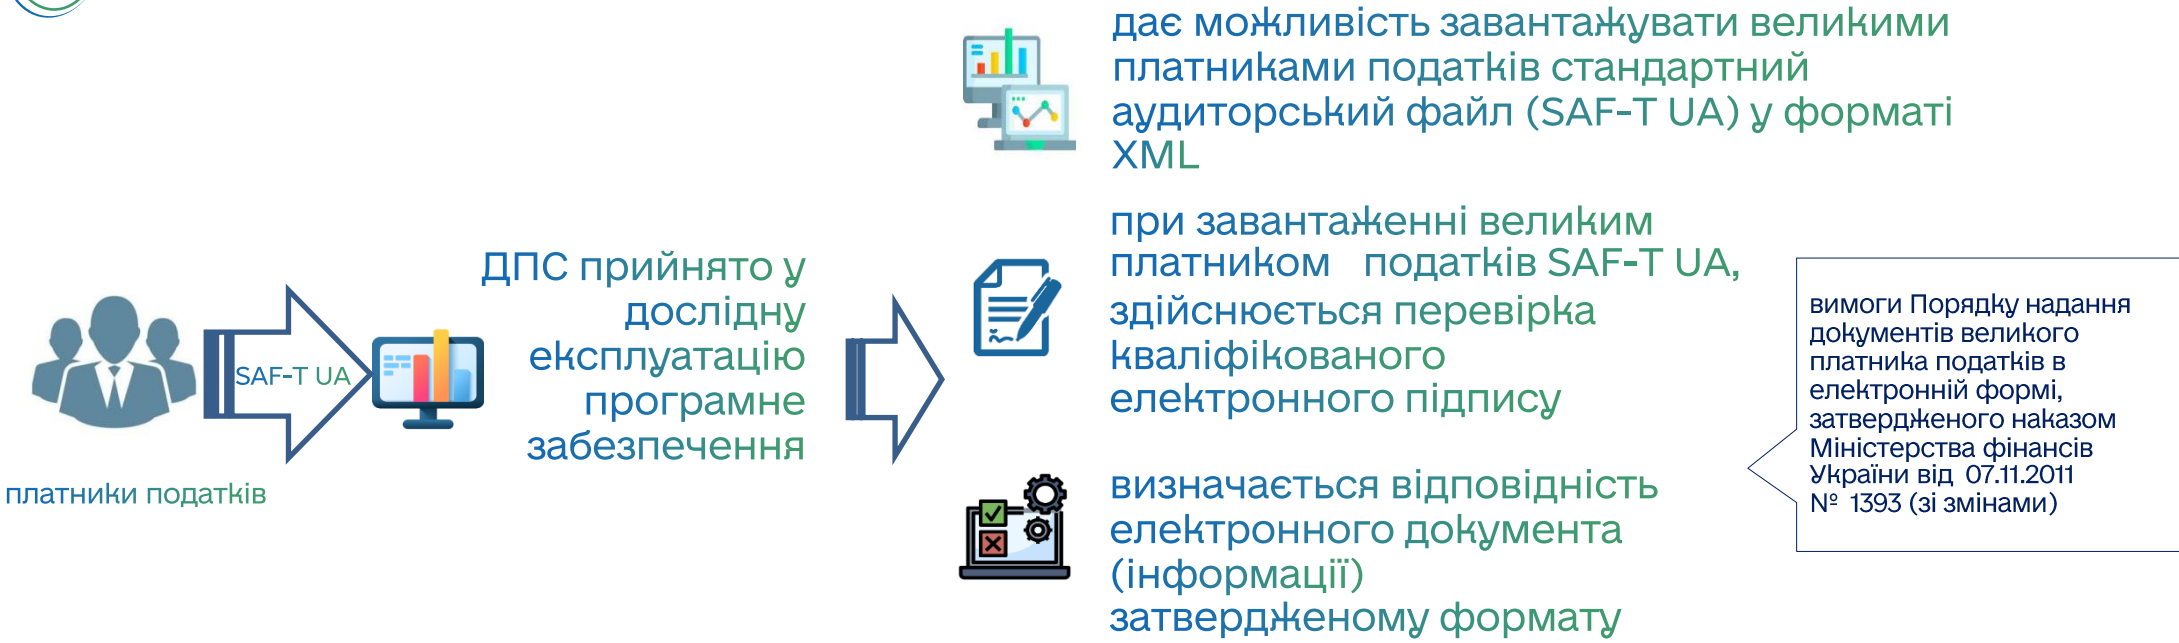 дає можливість завантажувати великими
платниками податків стандартний
аудиторський файл (SAF-T UA) у форматі
XML
при завантаженні великим
платником податків SAF-T UA,
здійснюється перевірка
кваліфікованого
електронного підпису
визначається відповідність
електронного документа
(інформації)
затвердженому формату
ДПС прийнято у
дослідну
експлуатацію
програмне
забезпечення
SAF-T UA
платники податків
вимоги Порядку надання
документів великого
платника податків в
електронній формі,
затвердженого наказом
Міністерства фінансів
України від 07.11.2011
№ 1393 (зі змінами)